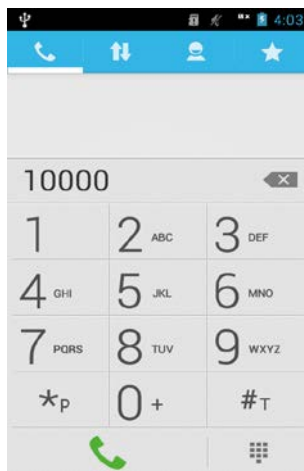 4:03
10000
1 2 ABC 3 DEF
4 GHI 5 JKL 6 MNO
7 PQRS 8 TUV 9 WXYZ
*P 0 + #T